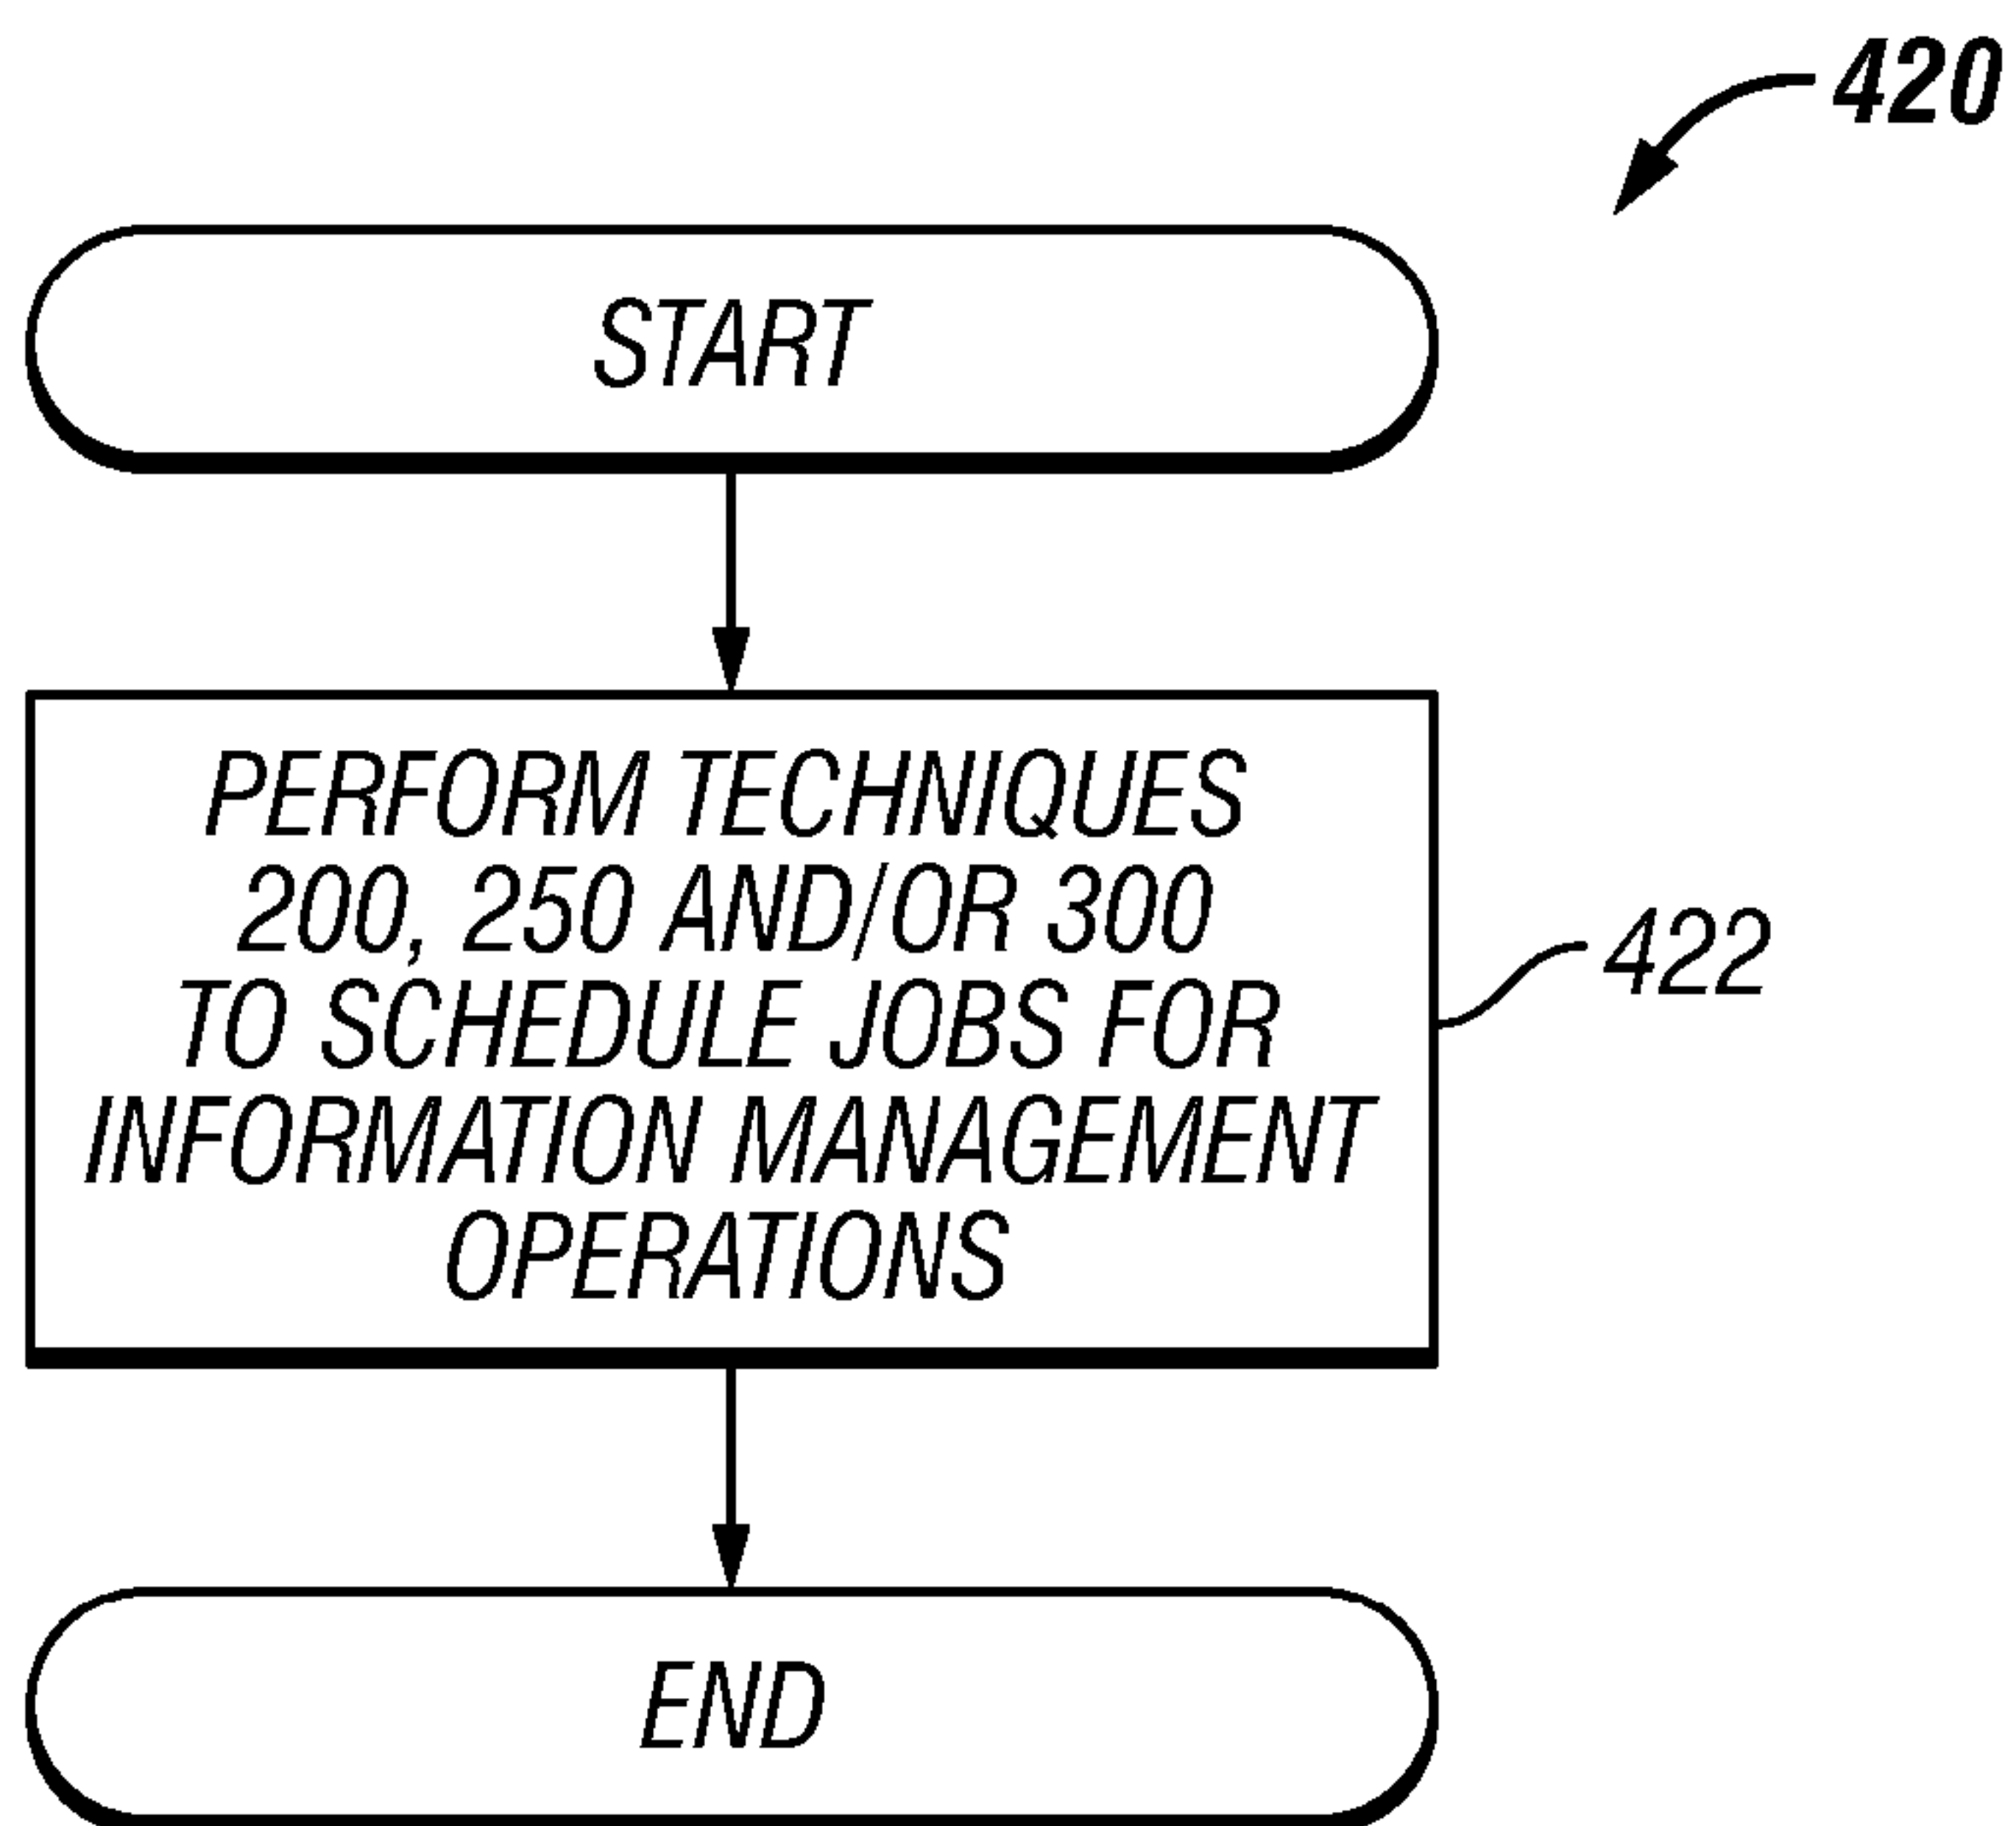 420
START
PERFORM TECHNIQUES
200, 250 AND/OR 300
TO SCHEDULE JOBS FOR
INFORMATION MANAGEMENT
OPERATIONS
422
END